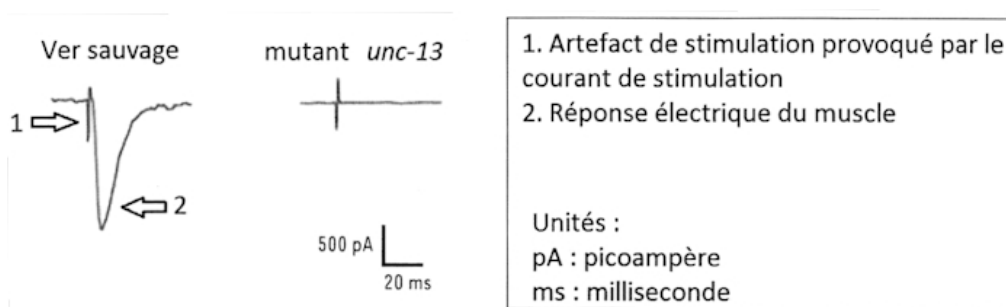 Ver sauvage
mutant unc-13
1
2
500 pA
20 ms
1. Artefact de stimulation provoqué par le
courant de stimulation
2. Réponse électrique du muscle
Unités :
pA : picoampère
ms : milliseconde